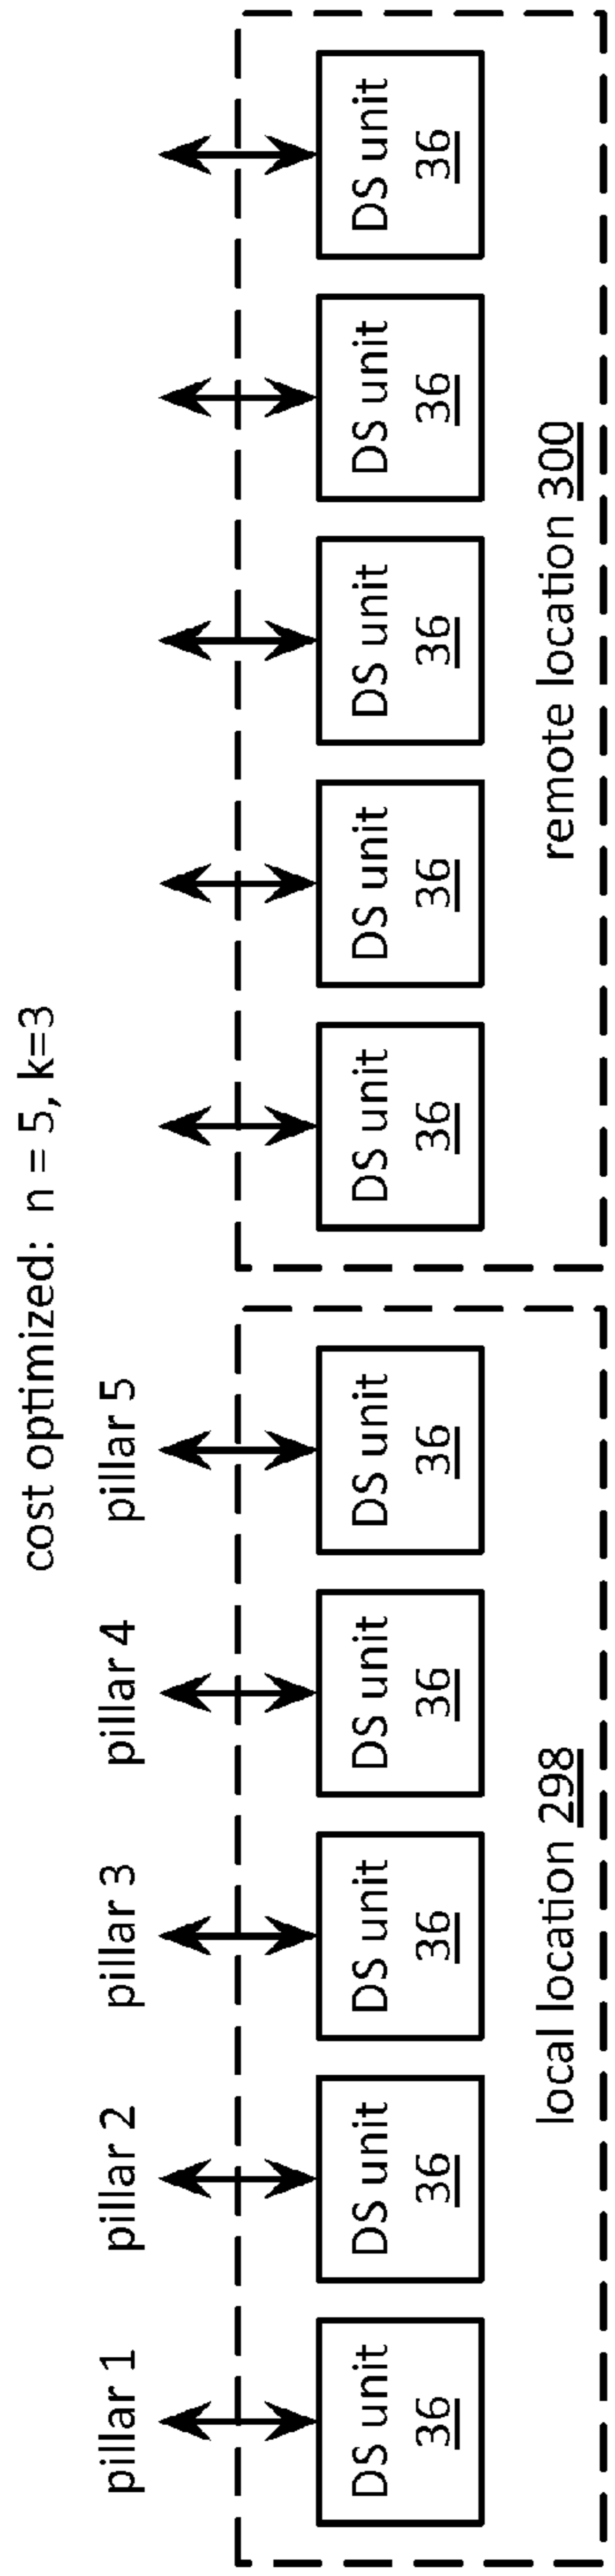 cost optimized: n = 5, k=3
pillar 1
pillar 2
pillar 3
pillar 4
pillar 5
DS unit
36
DS unit
36
DS unit
36
DS unit
36
DS unit
36
DS unit
36
DS unit
36
DS unit
36
DS unit
36
DS unit
36
local location 298
remote location 300